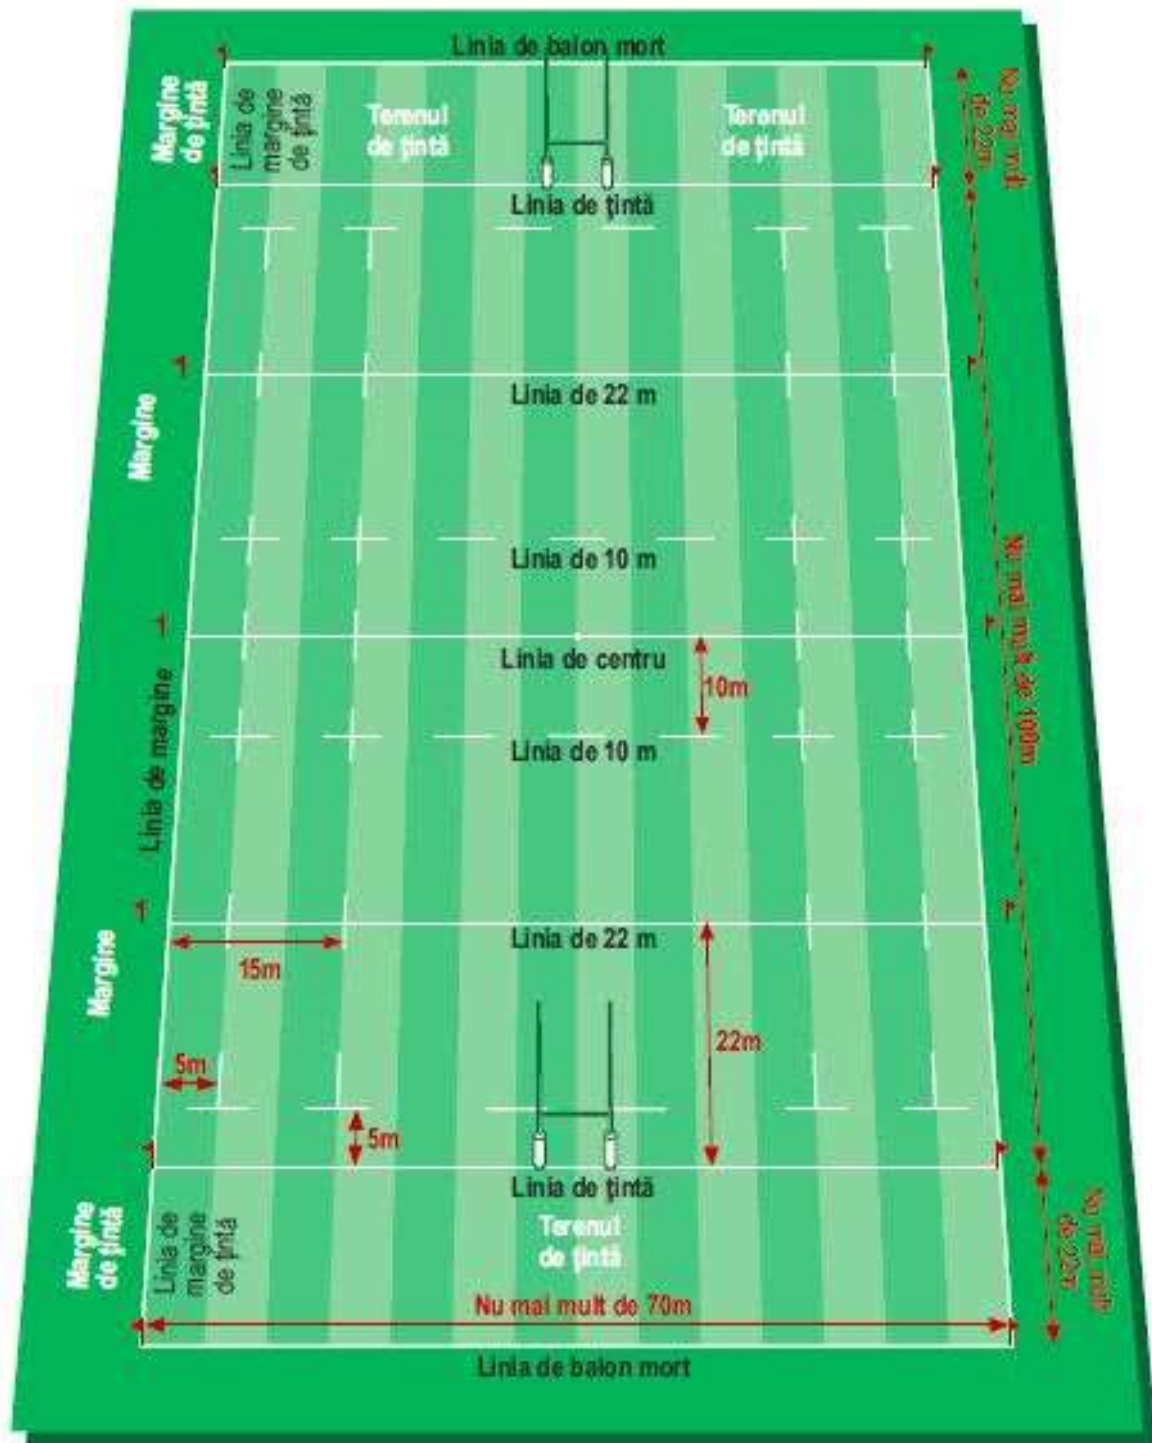 Linia de balon mort
Margine
de țintă
Linia de
margine
de țintă
Terenul
de țintă
Terenul
de țintă
Nu mai mult
de 22m
Linia de țintă
Linia de 22 m
Margine
Linia de 10 m
Nu mai mult de 100m
Linia de centru
10m
Linia de margine
Linia de 10 m
Linia de 22 m
15m
Margine
22m
5m
5m
Linia de țintă
Margine
de țintă
Linia de
margine
de țintă
Terenul
de țintă
Nu mai mult
de 22m
Nu mai mult de 70m
Linia de balon mort